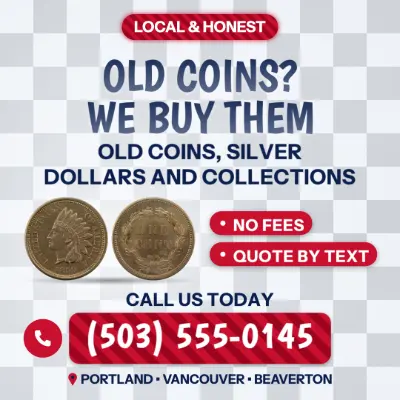 LOCAL & HONEST
OLD COINS?
WE BUY THEM
OLD COINS, SILVER
DOLLARS AND COLLECTIONS
• NO FEES
• QUOTE BY TEXT
CALL US TODAY
(503) 555-0145
PORTLAND • VANCOUVER • BEAVERTON